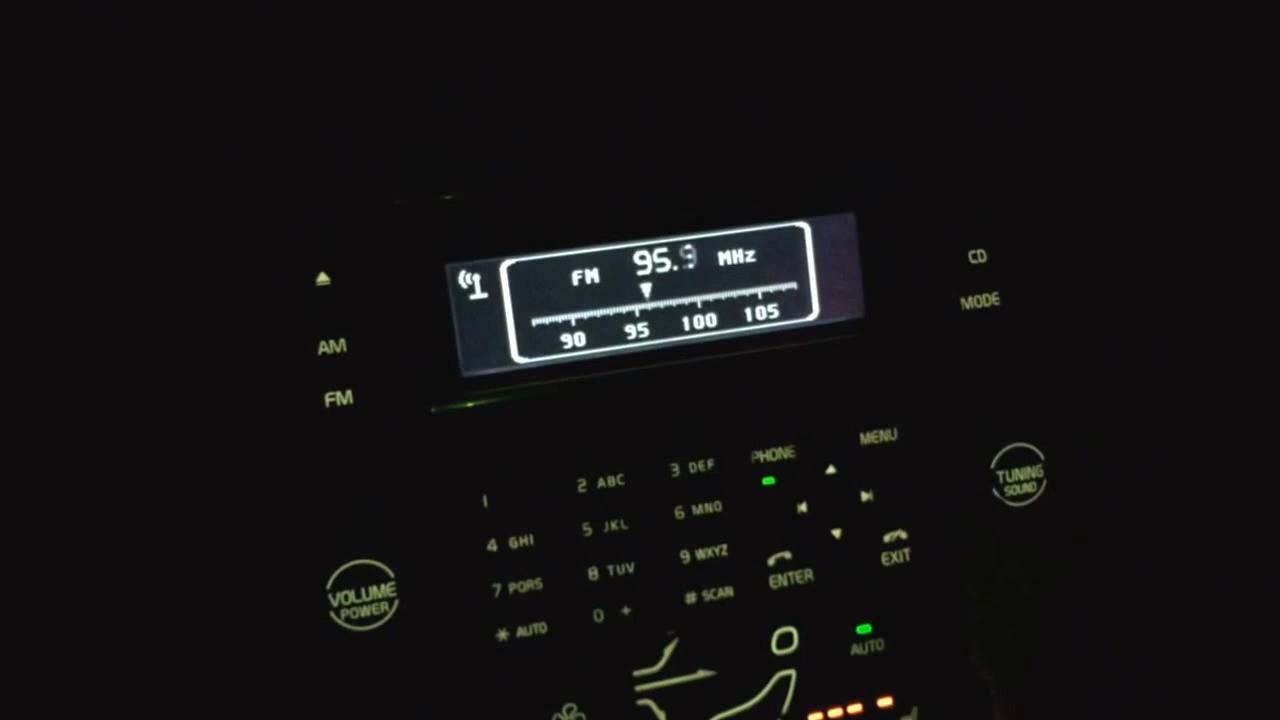 FM 95.9 MHz
90 95 100 105
CD
MODE
AM
FM
MENU
PHONE
1
2 ABC
3 DEF
4 GHI
5 JKL
6 MNO
7 PQRS
8 TUV
9 WXYZ
* AUTO
0 +
# SCAN
ENTER
EXIT
TUNING
SOUND
VOLUME
POWER
AUTO